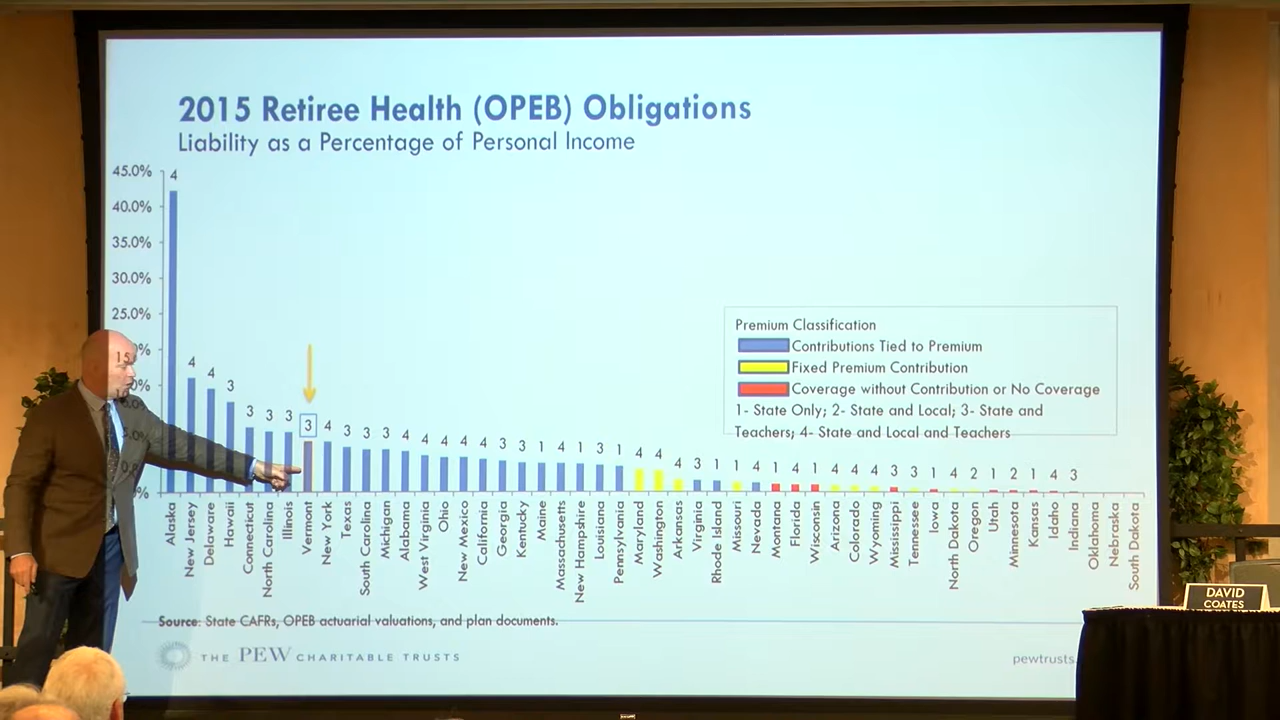 2015 Retiree Health (OPEB) Obligations
Liability as a Percentage of Personal Income
45.0%
40.0%
35.0%
30.0%
25.0%
4
4
4
3
3
3
3
3
4
3
3
3
4
4
4
4
4
3
3
1
4
1
3
1
4
4
4
3
1
1
4
1
4
1
4
4
4
3
3
1
4
2
1
2
1
4
3
Premium Classification
Contributions Tied to Premium
Fixed Premium Contribution
Coverage without Contribution or No Coverage
1- State Only; 2- State and Local; 3- State and
Teachers; 4- State and Local and Teachers
Alaska
New Jersey
Delaware
Hawaii
Connecticut
North Carolina
Illinois
Vermont
New York
Texas
South Carolina
Michigan
Alabama
West Virginia
Ohio
New Mexico
California
Georgia
Kentucky
Maine
Massachusetts
New Hampshire
Louisiana
Pennsylvania
Maryland
Washington
Arkansas
Virginia
Rhode Island
Missouri
Nevada
Montana
Florida
Wisconsin
Arizona
Colorado
Wyoming
Mississippi
Tennessee
Iowa
North Dakota
Oregon
Utah
Minnesota
Kansas
Idaho
Indiana
Oklahoma
Nebraska
South Dakota
Source: State CAFRs, OPEB actuarial valuations, and plan documents.
THE PEW CHARITABLE TRUSTS
pewtrusts.
DAVID
COATES